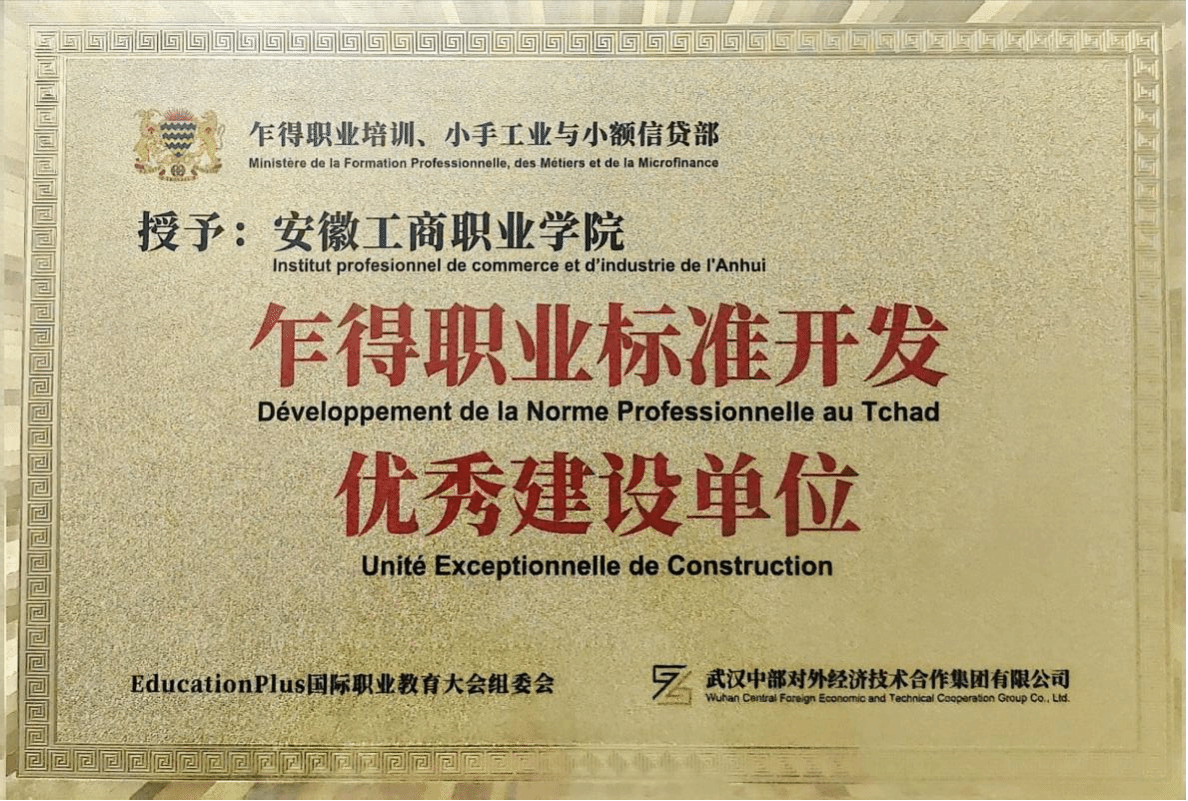 乍得职业培训、小手工业与小额信贷部
Ministère de la Formation Professionnelle, des Métiers et de la Microfinance
授予：安徽工商职业学院
Institut profesionnel de commerce et d'industrie de l'Anhui
乍得职业标准开发
Développement de la Norme Professionnelle au Tchad
优秀建设单位
Unité Exceptionnelle de Construction
EducationPlus国际职业教育大会组委会
武汉中部对外经济技术合作集团有限公司
Wuhan Central Foreign Economic and Technical Cooperation Group Co., Ltd.